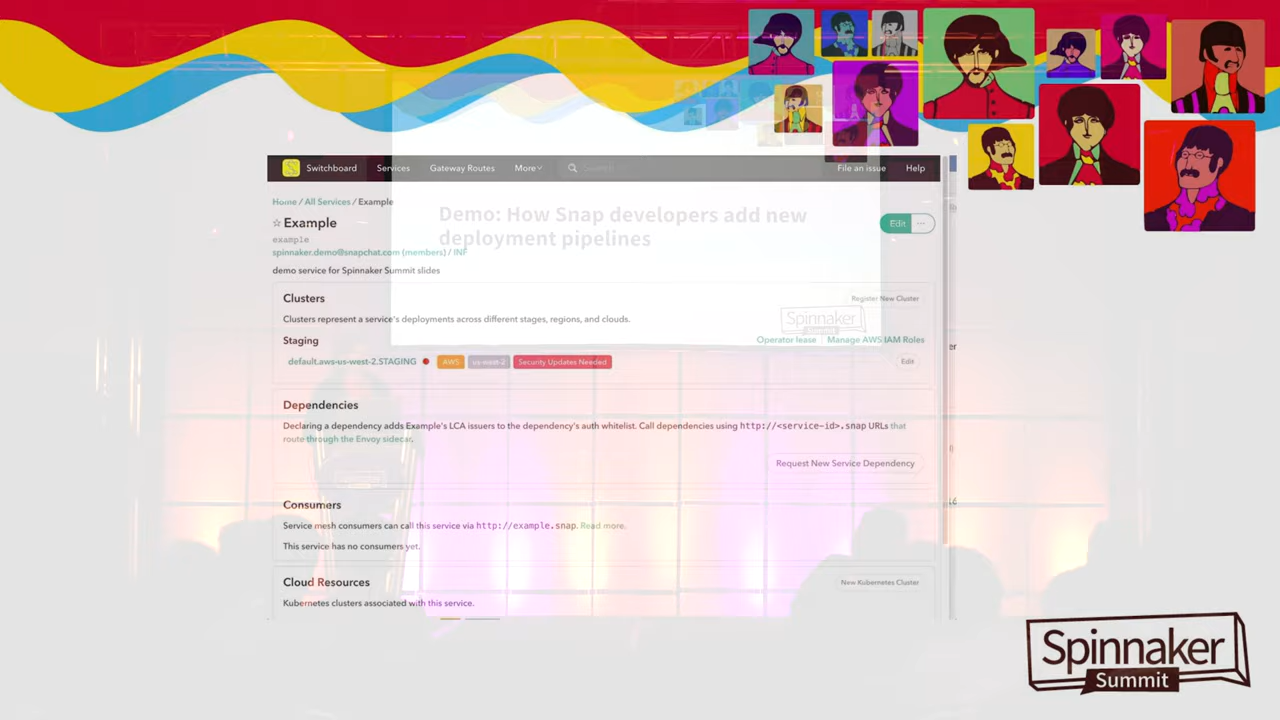 Switchboard Services Gateway Routes More Search File an issue Help
Home / All Services / Example
Example
Edit ...
example
spinnaker.demo@snapchat.com (members) / INF
demo service for Spinnaker Summit slides
Demo: How Snap developers add new
deployment pipelines
Clusters
Register New Cluster
Clusters represent a service's deployments across different stages, regions, and clouds.
Spinnaker
Summit
Staging
Operator lease | Manage AWS IAM Roles
default.aws-us-west-2.STAGING AWS us-west-2 Security Updates Needed
Edit
Dependencies
Declaring a dependency adds Example's LCA issuers to the dependency's auth whitelist. Call dependencies using http://<service-id>.snap URLs that
route through the Envoy sidecar.
Request New Service Dependency
Consumers
Service mesh consumers can call this service via http://example.snap. Read more.
This service has no consumers yet.
Cloud Resources
New Kubernetes Cluster
Kubernetes clusters associated with this service.
Spinnaker
Summit